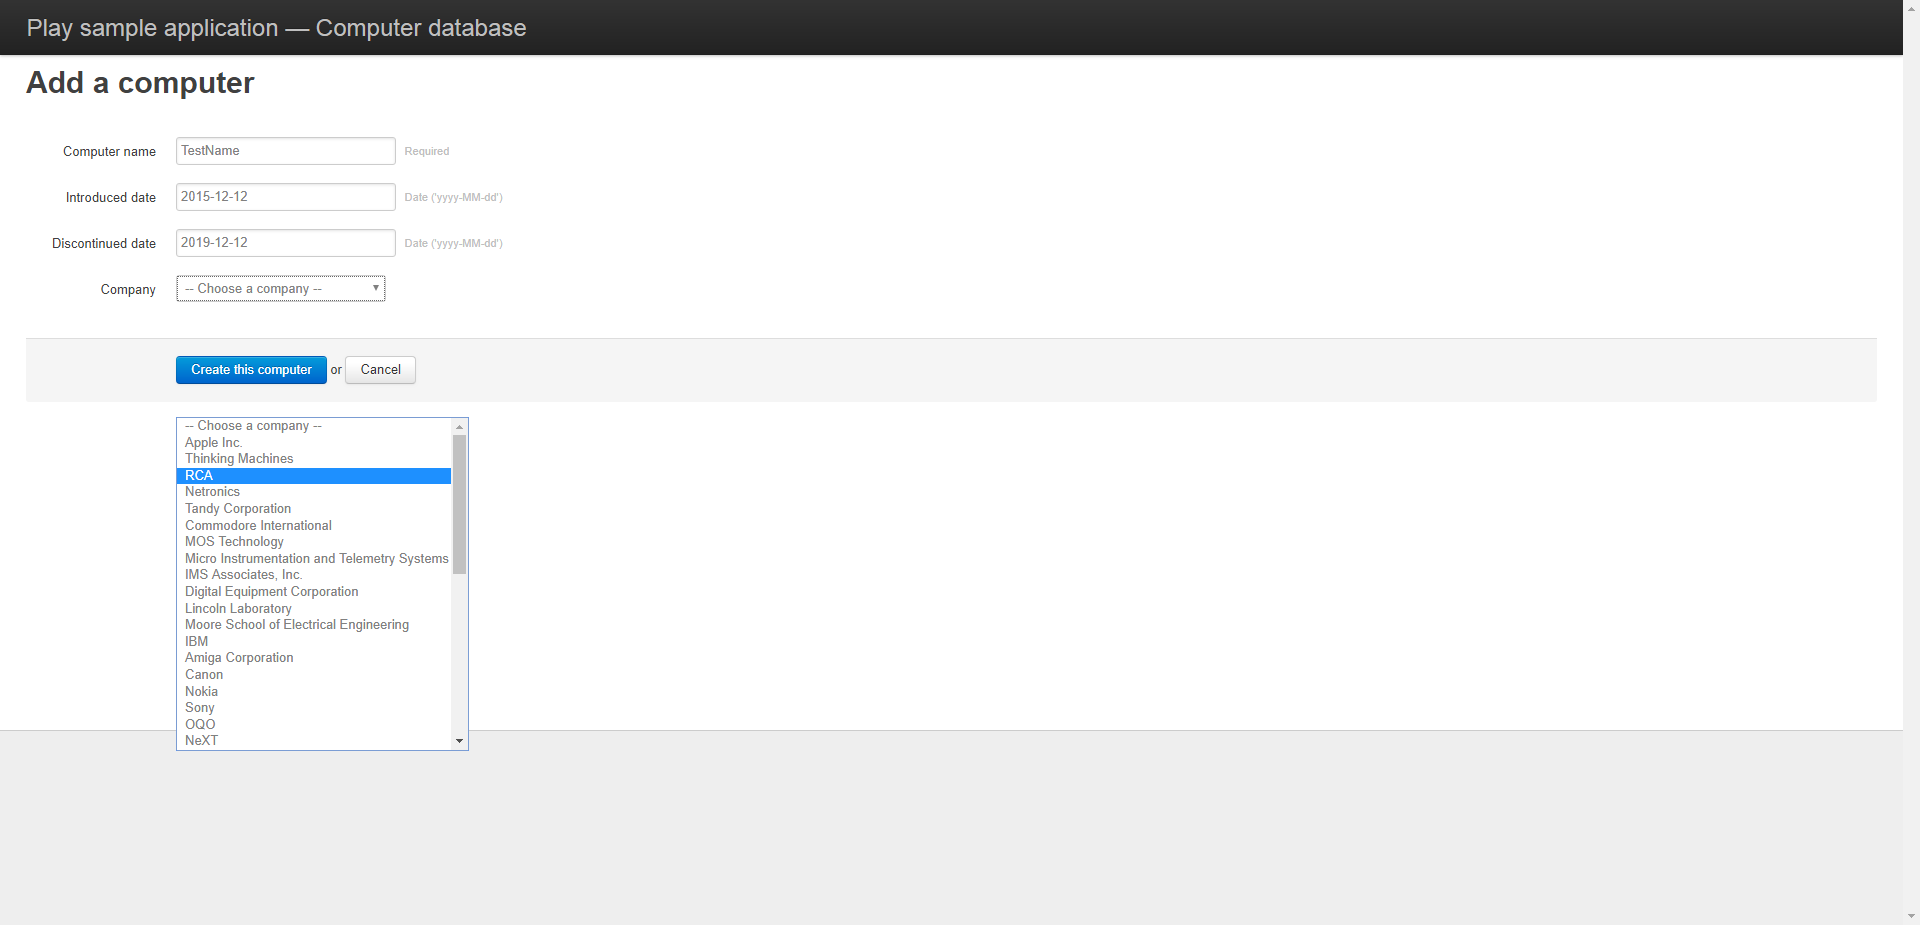 Play sample application — Computer database
Add a computer
Computer name TestName Required
Introduced date 2015-12-12 Date ('yyyy-MM-dd')
Discontinued date 2019-12-12 Date ('yyyy-MM-dd')
Company -- Choose a company --
Create this computer or Cancel
-- Choose a company --
Apple Inc.
Thinking Machines
RCA
Netronics
Tandy Corporation
Commodore International
MOS Technology
Micro Instrumentation and Telemetry Systems
IMS Associates, Inc.
Digital Equipment Corporation
Lincoln Laboratory
Moore School of Electrical Engineering
IBM
Amiga Corporation
Canon
Nokia
Sony
OQO
NeXT